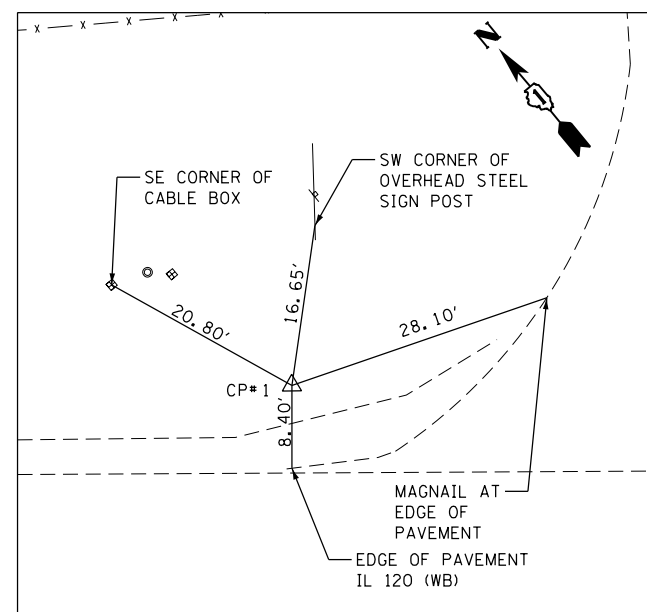 x x x x
N
1
SE CORNER OF
CABLE BOX
SW CORNER OF
OVERHEAD STEEL
SIGN POST
20.80'
16.65'
28.10'
CP# 1
8.40'
MAGNAIL AT
EDGE OF
PAVEMENT
EDGE OF PAVEMENT
IL 120 (WB)